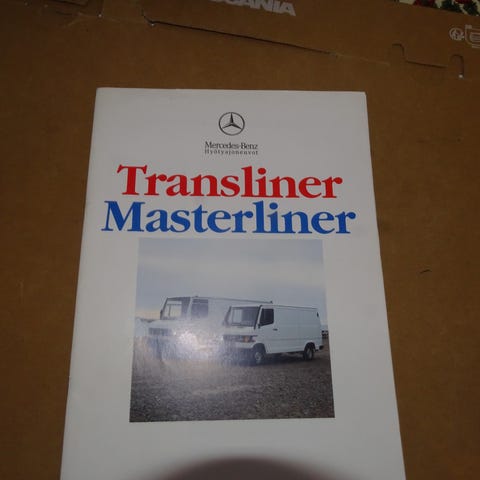 SCANIA
Mercedes-Benz
Hyötyajoneuvot
Transliner
Masterliner